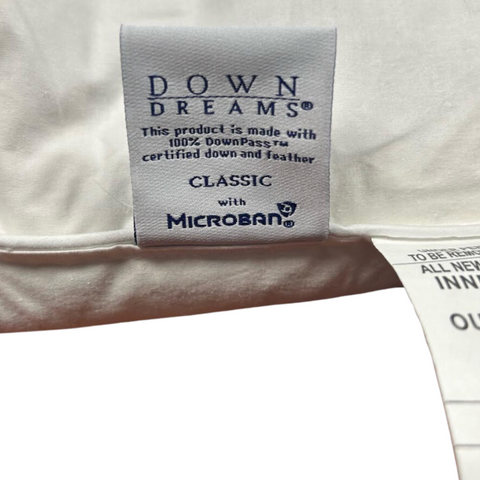 DOWN
DREAMS®
This product is made with
100% DownPass™
certified down and feather
CLASSIC
with
MICROBAN®
TO BE REMO
ALL NEW
INN
OU